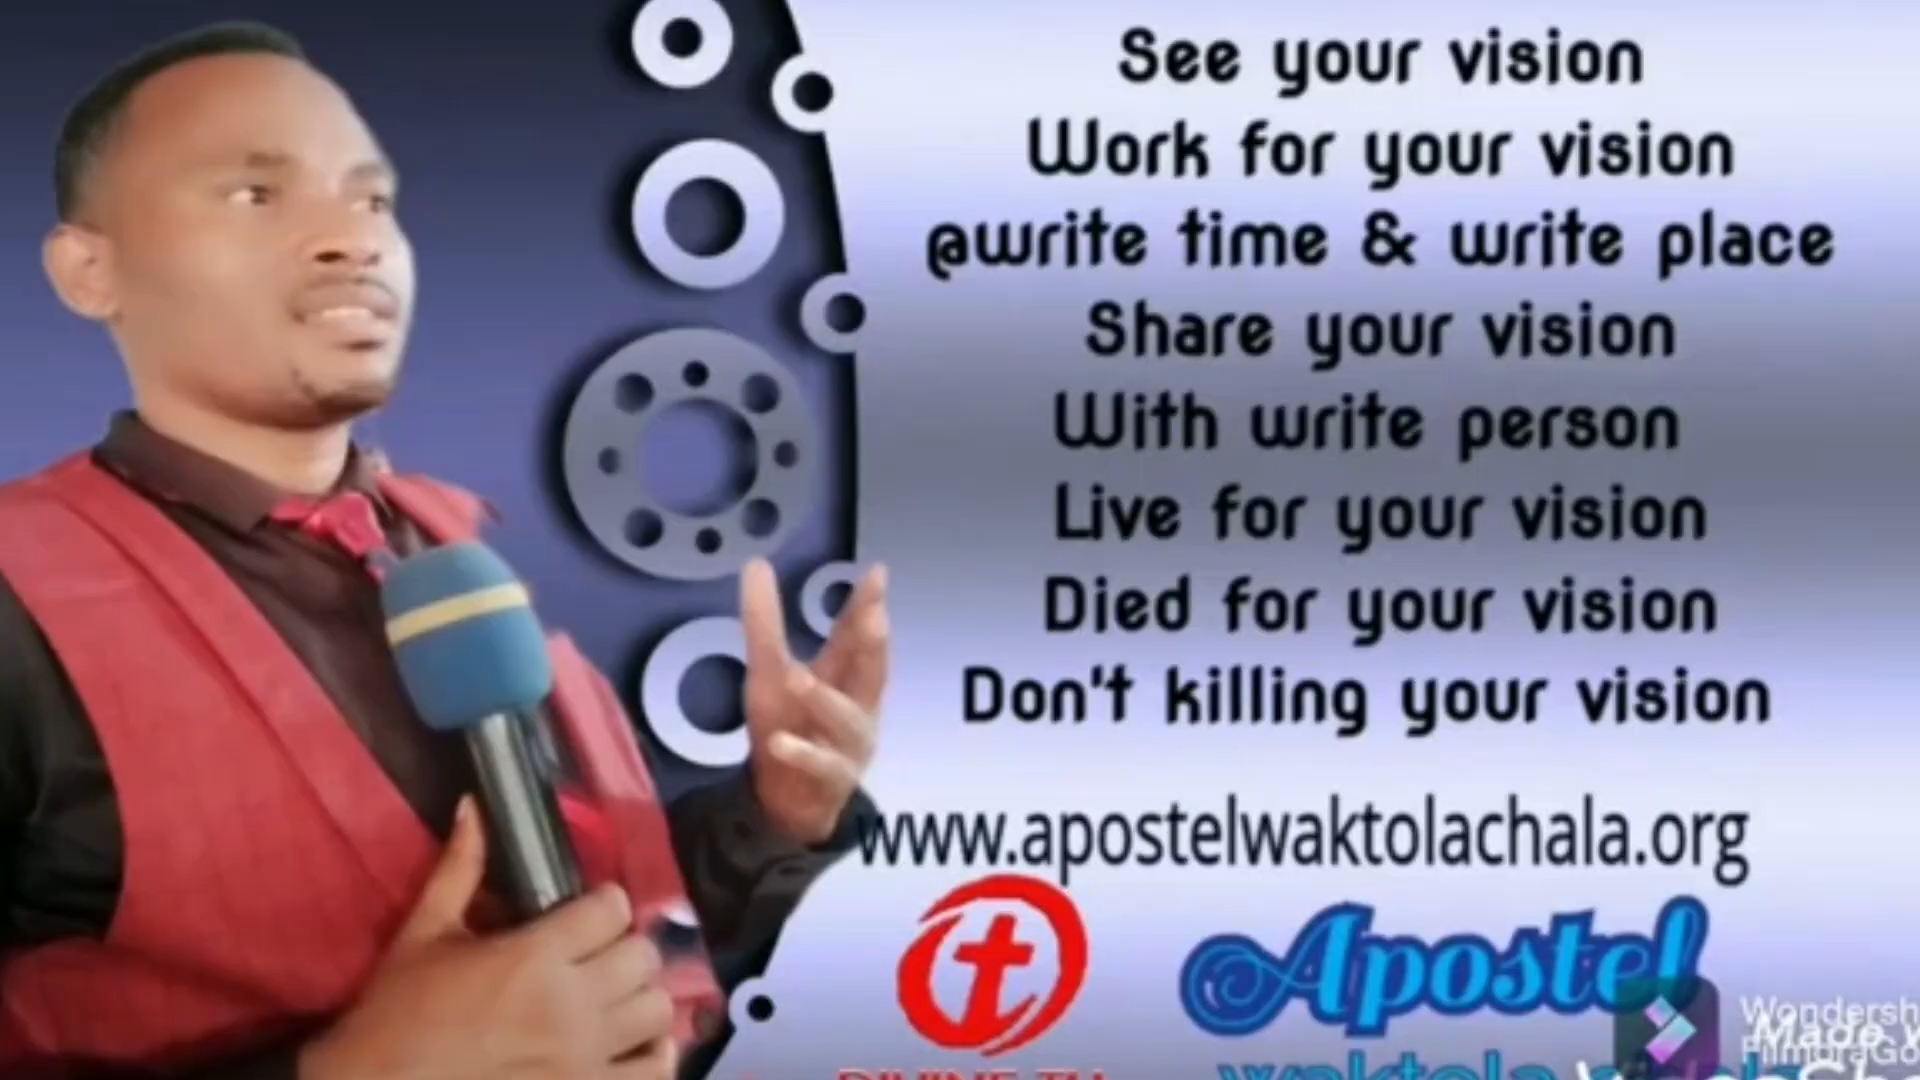 See your vision
Work for your vision
@write time & write place
Share your vision
With write person
Live for your vision
Died for your vision
Don't killing your vision
www.apostelwaktolachala.org
Apostel